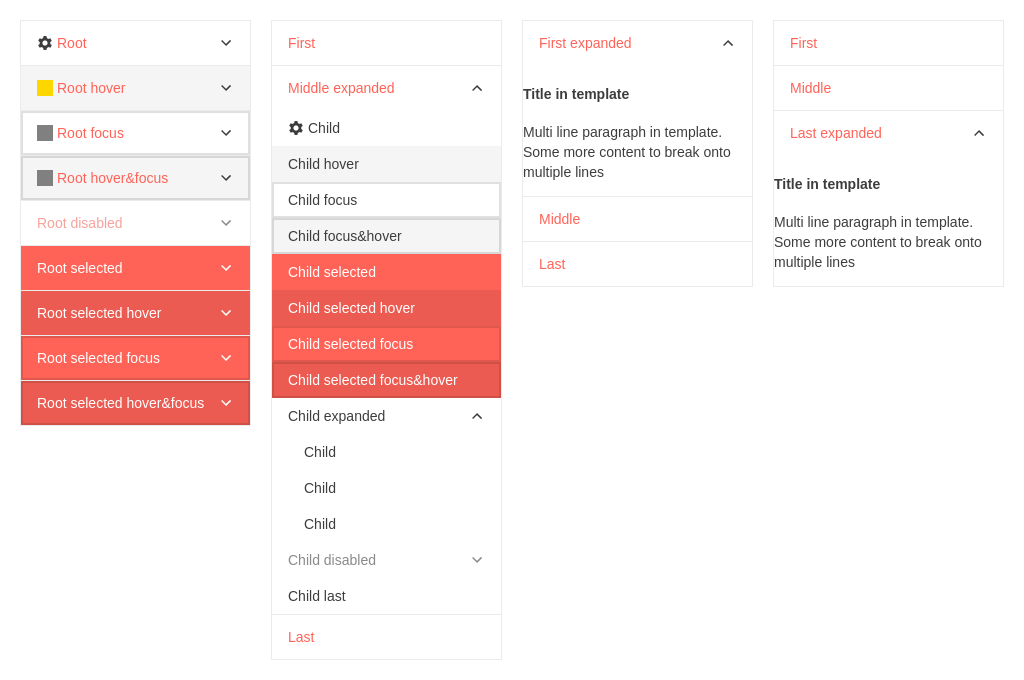 Root
Root hover
Root focus
Root hover&focus
Root disabled
Root selected
Root selected hover
Root selected focus
Root selected hover&focus
First
Middle expanded
Child
Child hover
Child focus
Child focus&hover
Child selected
Child selected hover
Child selected focus
Child selected focus&hover
Child expanded
Child
Child
Child
Child disabled
Child last
Last
First expanded
Title in template
Multi line paragraph in template.
Some more content to break onto
multiple lines
Middle
Last
First
Middle
Last expanded
Title in template
Multi line paragraph in template.
Some more content to break onto
multiple lines